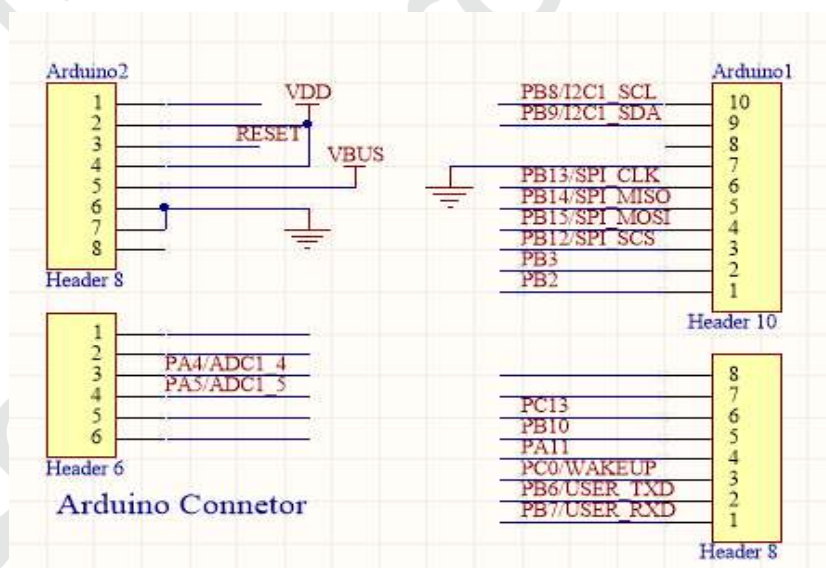 Arduino2
1
2
3
4
5
6
7
8
VDD
RESET
VBUS
Header 8
1
2
3
4
5
6
PA4/ADC1_4
PA5/ADC1_5
Header 6
Arduino Connetor
Arduino1
PB8/I2C1_SCL
PB9/I2C1_SDA
PB13/SPI_CLK
PB14/SPI_MISO
PB15/SPI_MOSI
PB12/SPI_SCS
PB3
PB2
10
9
8
7
6
5
4
3
2
1
Header 10
PC13
PB10
PA11
PC0/WAKEUP
PB6/USER_TXD
PB7/USER_RXD
8
7
6
5
4
3
2
1
Header 8